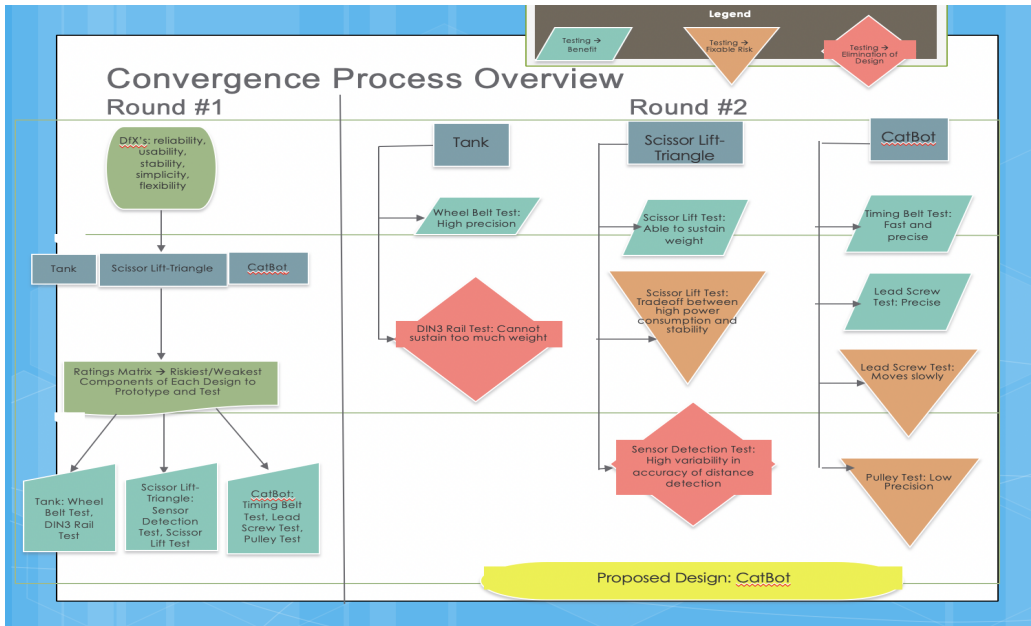 Legend
Testing →
Benefit
Testing →
Fixable Risk
Testing →
Elimination of
Design
Convergence Process Overview
Round #1
DfX's: reliability,
usability,
stability,
simplicity,
flexibility
Tank
Scissor Lift-Triangle
CatBot
Ratings Matrix → Riskiest/Weakest
Components of Each Design to
Prototype and Test
Tank: Wheel
Belt Test,
DIN3 Rail
Test
Scissor Lift-
Triangle:
Sensor
Detection
Test, Scissor
Lift Test
CatBot:
Timing Belt
Test, Lead
Screw Test,
Pulley Test
Round #2
Tank
Wheel Belt Test:
High precision
DIN3 Rail Test: Cannot
sustain too much weight
Scissor Lift-
Triangle
Scissor Lift Test:
Able to sustain
weight
Scissor Lift Test:
Tradeoff between
high power
consumption and
stability
Sensor Detection Test:
High variability in
accuracy of distance
detection
CatBot
Timing Belt Test:
Fast and
precise
Lead Screw
Test: Precise
Lead Screw Test:
Moves slowly
Pulley Test: Low
Precision
Proposed Design: CatBot